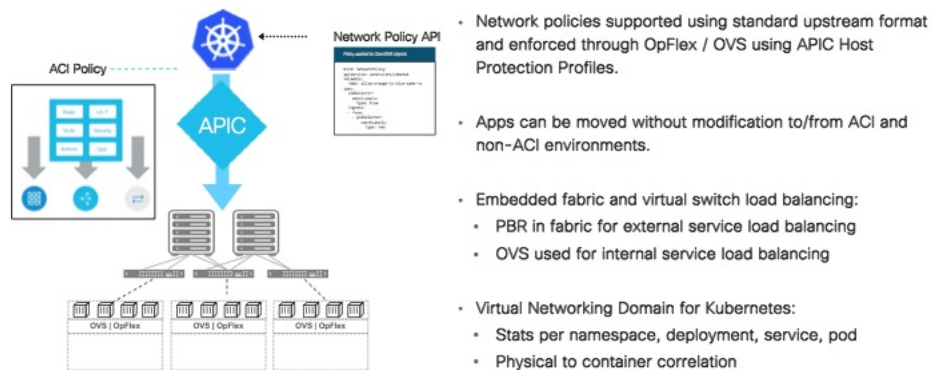 Network Policy API
ACI Policy
APIC
OVS | OpFlex
OVS | OpFlex
OVS | OpFlex
• Network policies supported using standard upstream format
and enforced through OpFlex / OVS using APIC Host
Protection Profiles.
• Apps can be moved without modification to/from ACI and
non-ACI environments.
• Embedded fabric and virtual switch load balancing:
• PBR in fabric for external service load balancing
• OVS used for internal service load balancing
• Virtual Networking Domain for Kubernetes:
• Stats per namespace, deployment, service, pod
• Physical to container correlation